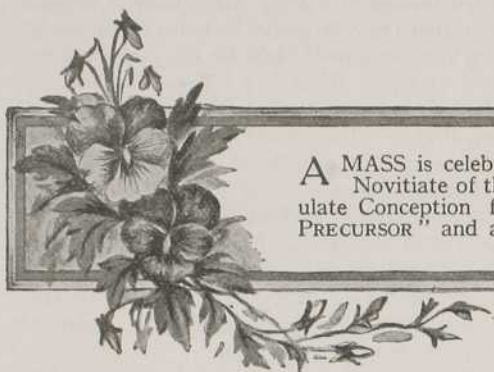 A MASS is celeb
Novitiate of th
ulate Conception f
PRECURSOR" and a